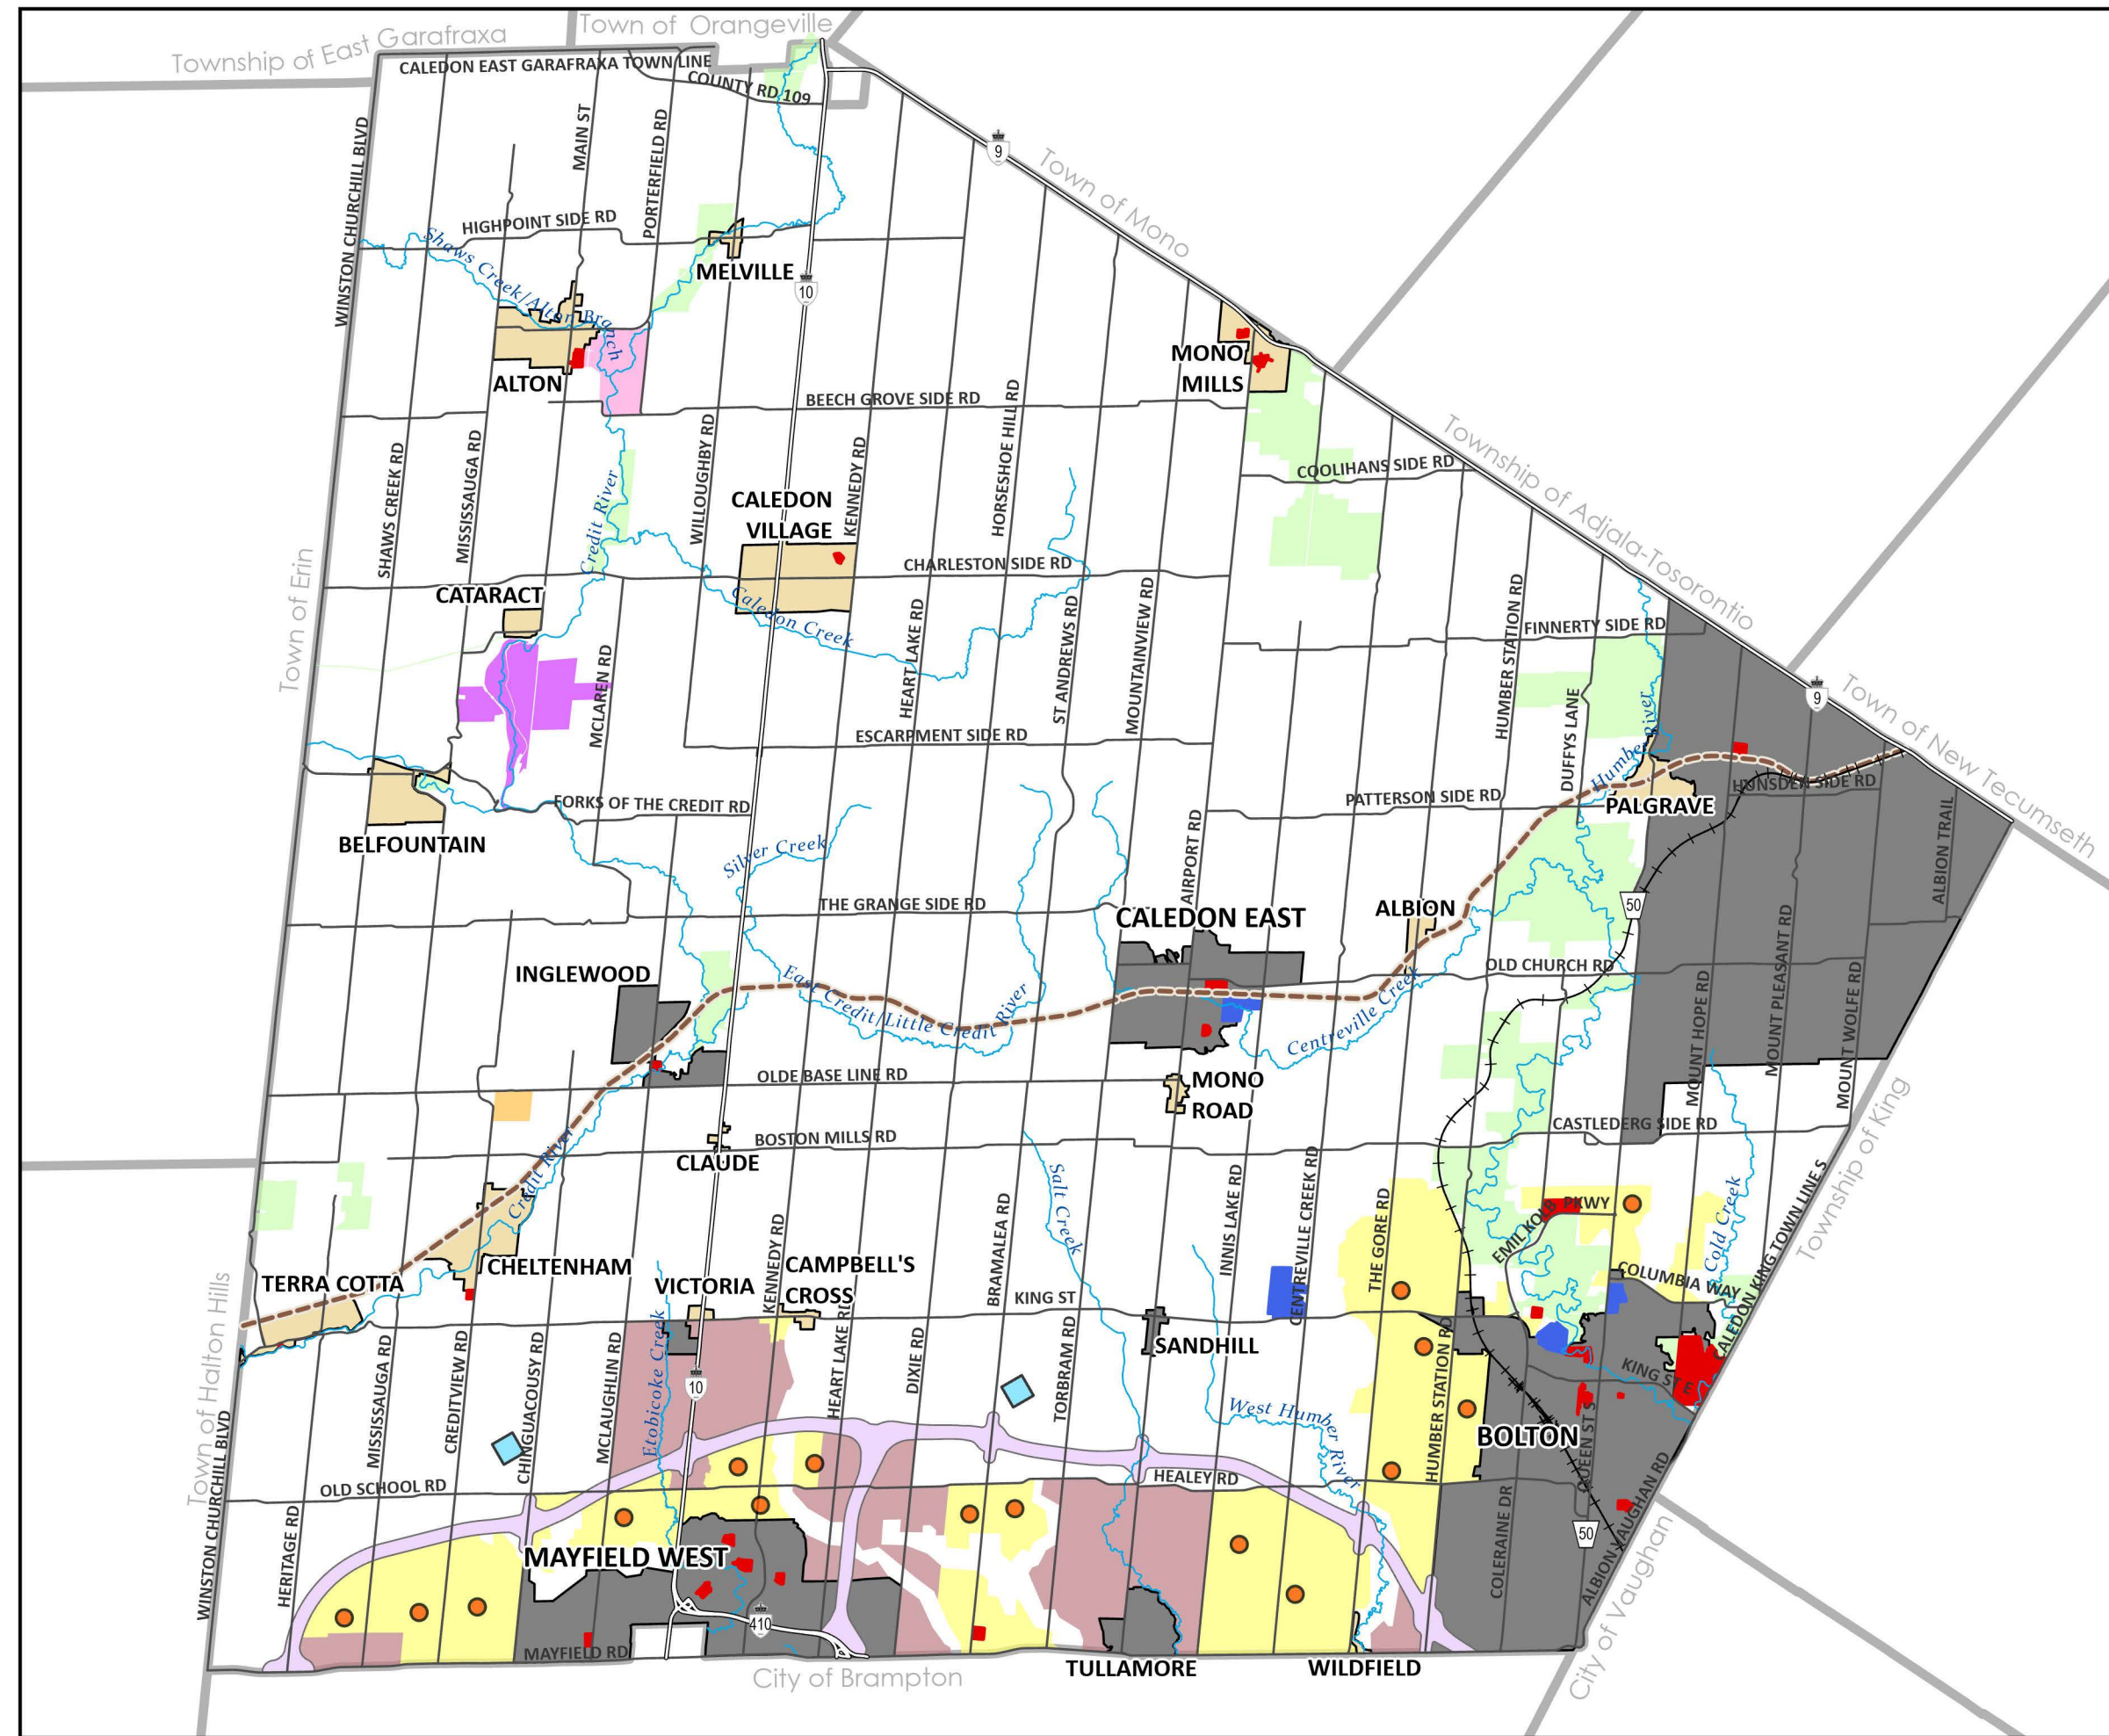 Township of East Garafraxa
Town of Orangeville
CALEDON EAST GARAFRAXA TOWN LINE
COUNTY RD 109
WINSTON CHURCHILL BLVD
MAIN ST
PORTERFIELD RD
9
Town of Mono
HIGHPOINT SIDE RD
Shaws Creek/Alton Branch
MELVILLE
10
ALTON
MONO
MILLS
BEECH GROVE SIDE RD
SHAWS CREEK RD
MISSISSAUGA RD
Credit River
WILLOUGHBY RD
KENNEDY RD
HORSESHOE HILL RD
COOLIHANS SIDE RD
Township of Adjala-Tosorontio
CALEDON
VILLAGE
CHARLESTON SIDE RD
Town of Erin
CATARACT
Caledon Creek
HEART LAKE RD
ST ANDREWS RD
MOUNTAINVIEW RD
HUMBER STATION RD
FINNERTY SIDE RD
MCLAREN RD
DUFFYS LANE
Humber River
9
Town of New Tecumseth
ESCARPMENT SIDE RD
HUNSDEN SIDE RD
FORKS OF THE CREDIT RD
PATTERSON SIDE RD
PALGRAVE
BELFOUNTAIN
Silver Creek
AIRPORT RD
ALBION TRAIL
THE GRANGE SIDE RD
CALEDON EAST
ALBION
50
INGLEWOOD
OLD CHURCH RD
East Credit/Little Credit River
Centreville Creek
MOUNT HOPE RD
MOUNT PLEASANT RD
MOUNT WOLFE RD
OLDE BASE LINE RD
MONO
ROAD
CASTLEDERG SIDE RD
BOSTON MILLS RD
CLAUDE
Credit River
Salt Creek
Township of King
CHELTENHAM
TERRA COTTA
VICTORIA
KENNEDY RD
CAMPBELL'S
CROSS
BRAMALEA RD
KING ST
INNIS LAKE RD
CENTREVILLE CREEK RD
THE GORE RD
EMIL KOLB PKWY
Cold Creek
COLUMBIA WAY
CALEDON KING TOWN LINE S
Town of Halton Hills
MISSISSAUGA RD
CREDITVIEW RD
CHINGUACOUSY RD
MCLAUGHLIN RD
Etobicoke Creek
10
HEART LAKE RD
DIXIE RD
TORBRAM RD
SANDHILL
West Humber River
HUMBER STATION RD
KING ST E
BOLTON
QUEEN ST S
WINSTON CHURCHILL BLVD
OLD SCHOOL RD
HEALEY RD
HERITAGE RD
MAYFIELD WEST
COLERAINE DR
50
ALBION VAUGHAN RD
City of Vaughan
410
MAYFIELD RD
City of Brampton
TULLAMORE
WILDFIELD